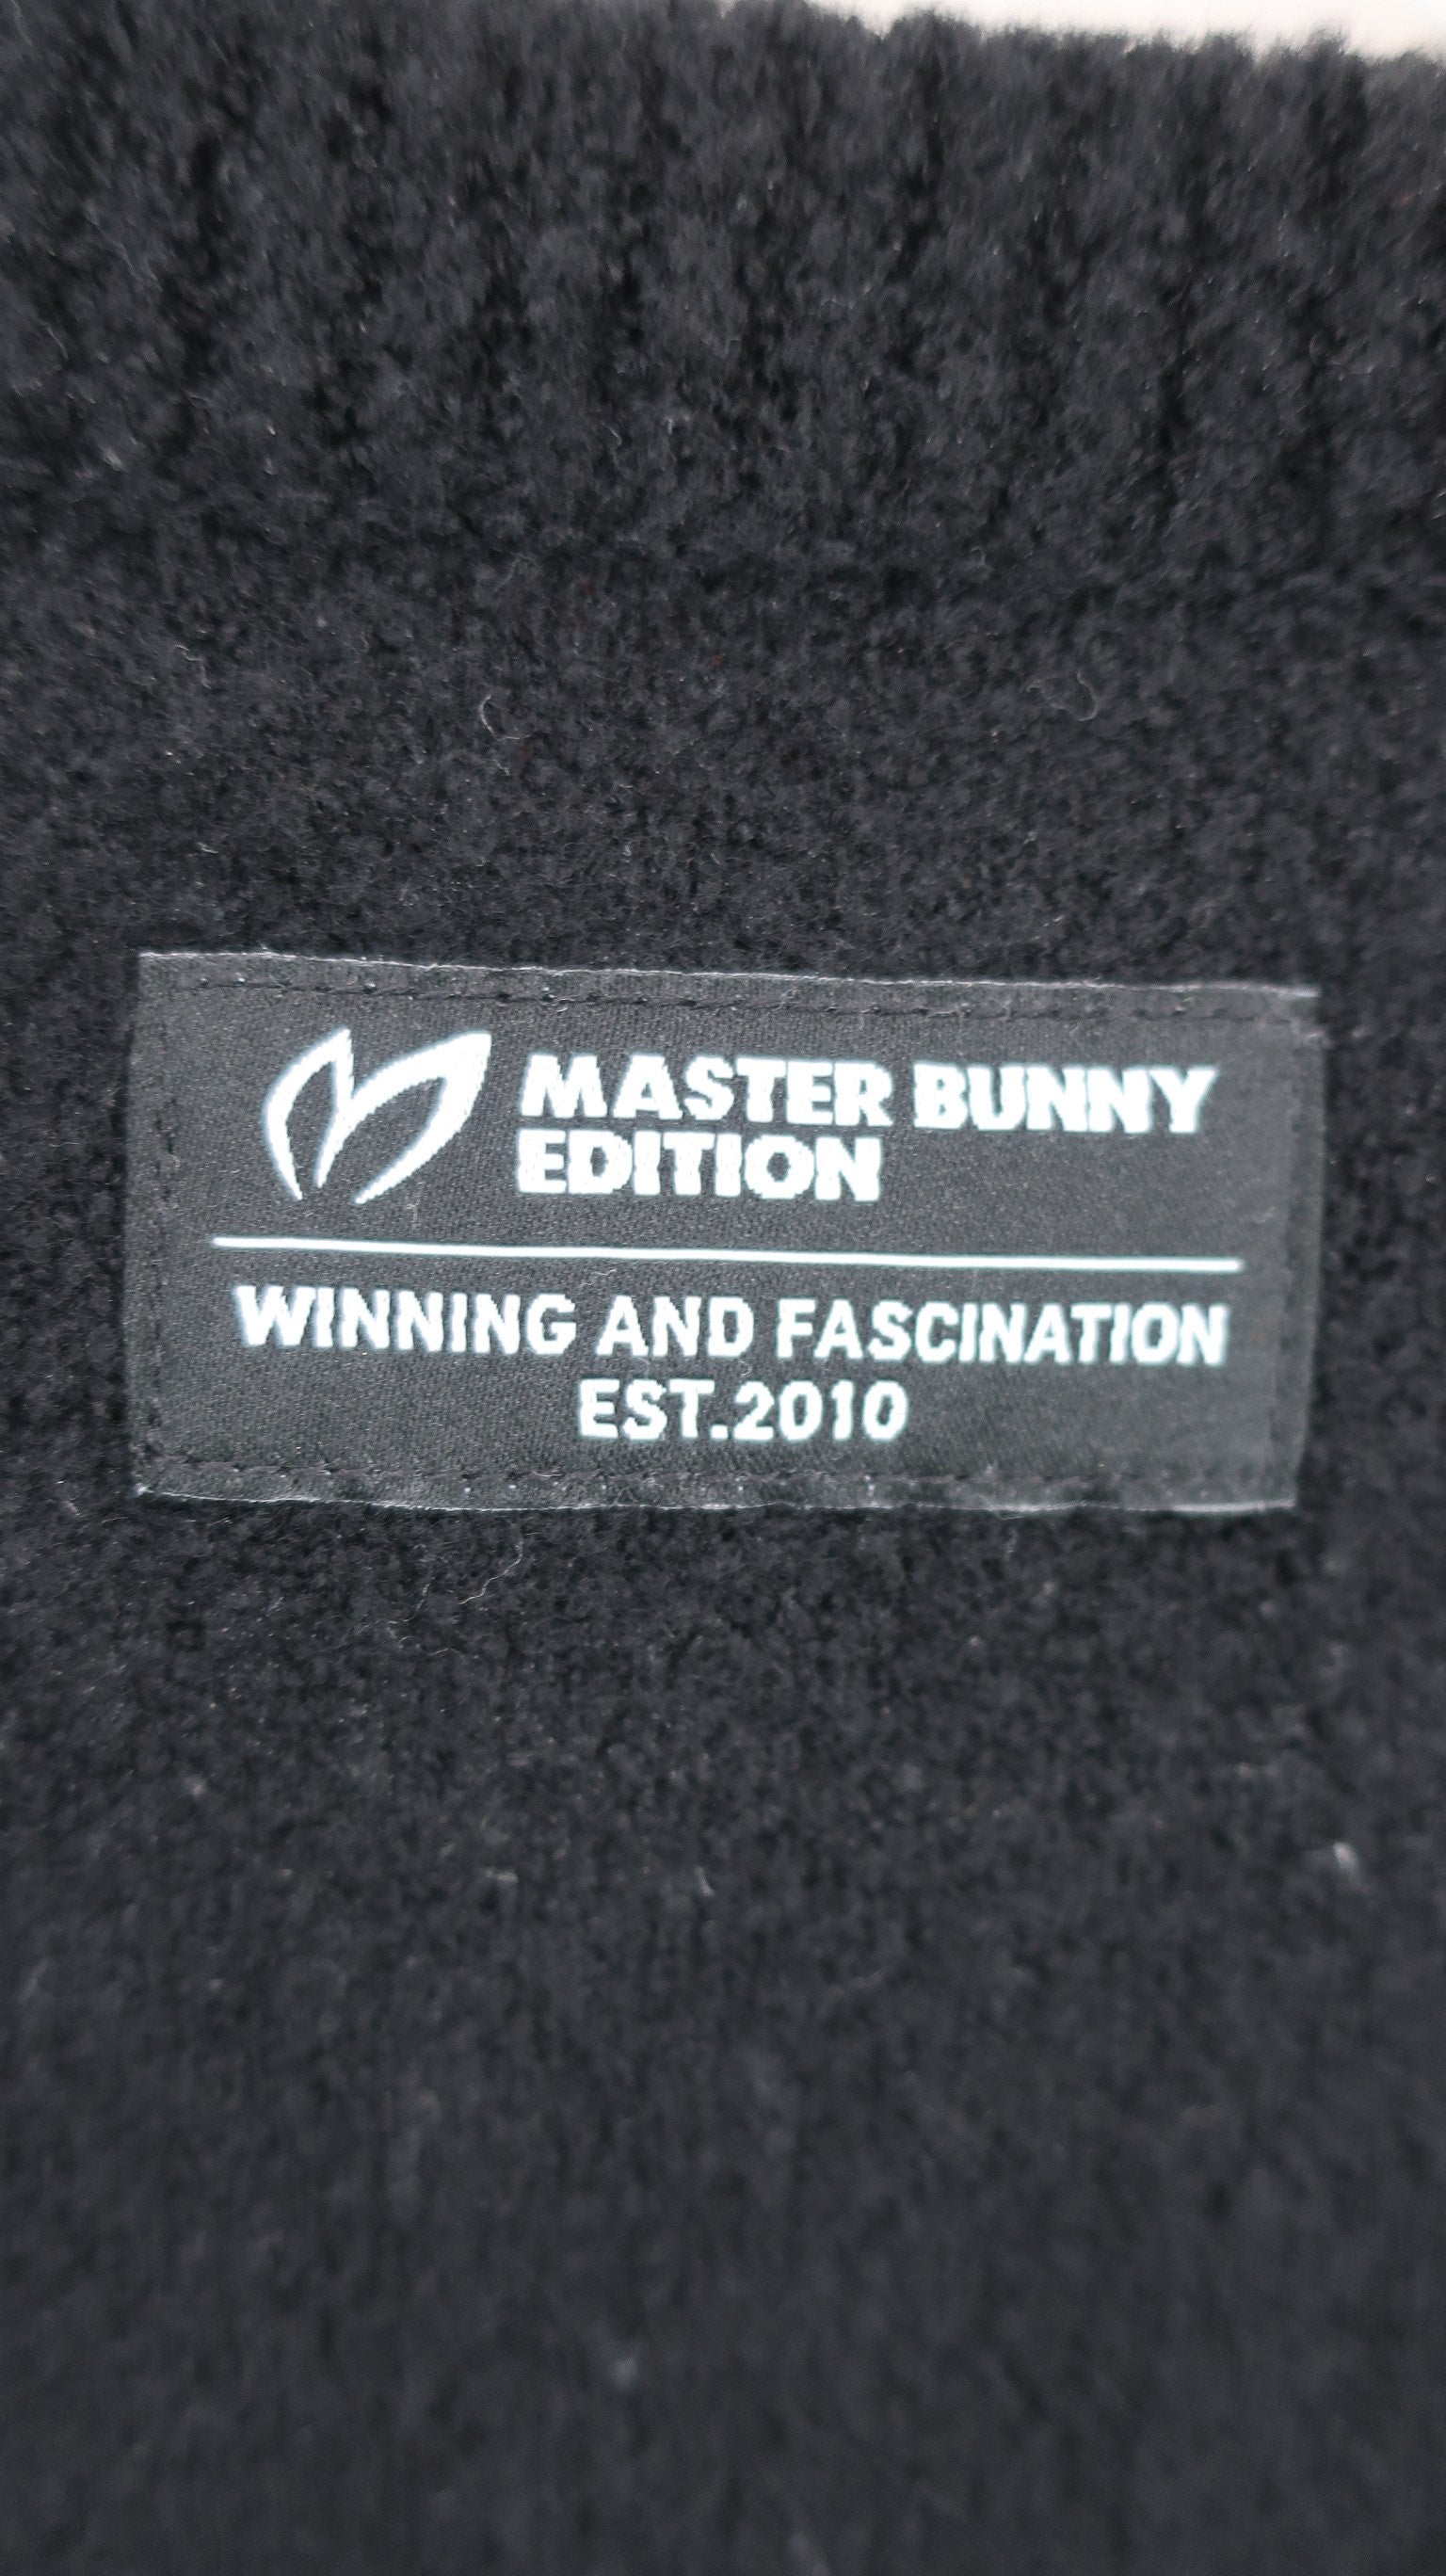 MASTER BUNNY
EDITION
WINNING AND FASCINATION
EST.2010